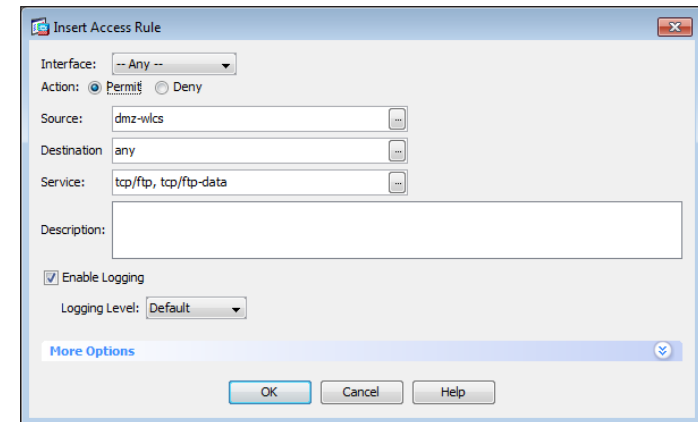 Insert Access Rule
Interface: -- Any --
Action: Permit Deny
Source: dmz-wlcs ...
Destination any ...
Service: tcp/ftp, tcp/ftp-data ...
Description:
Enable Logging
Logging Level: Default
More Options
OK Cancel Help